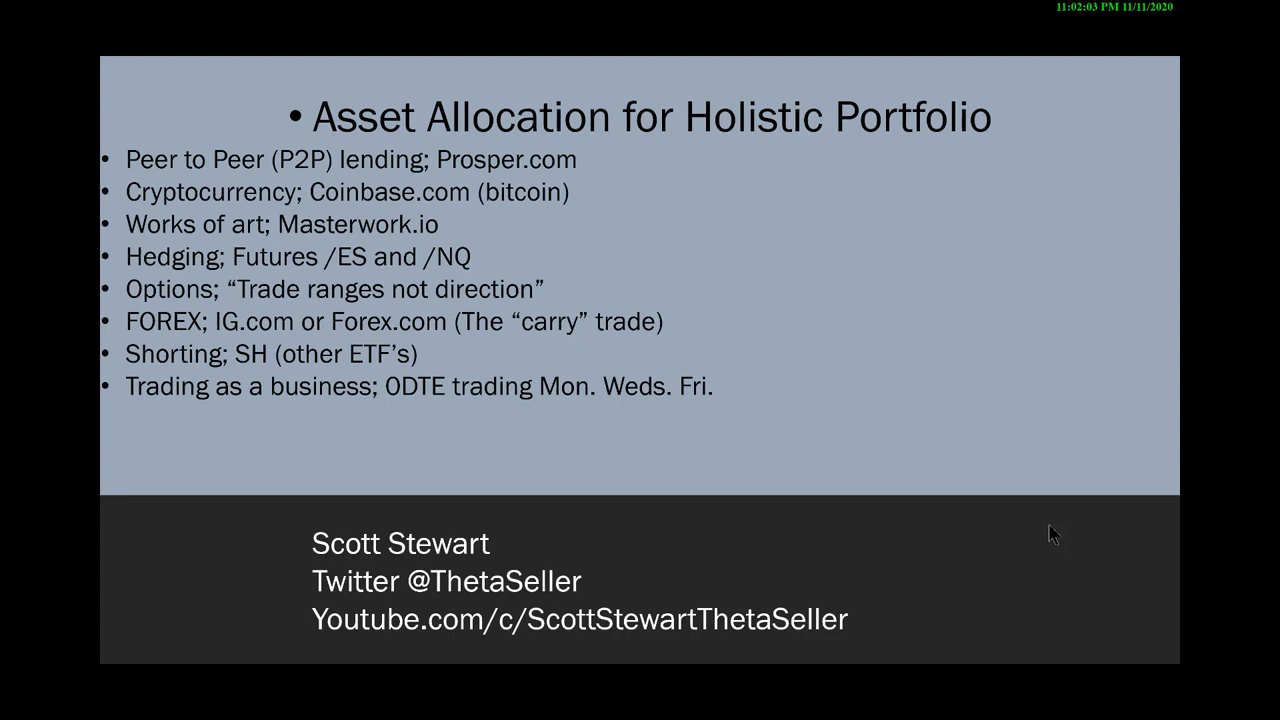 11:02:03 PM 11/11/2020
• Asset Allocation for Holistic Portfolio
• Peer to Peer (P2P) lending; Prosper.com
• Cryptocurrency; Coinbase.com (bitcoin)
• Works of art; Masterwork.io
• Hedging; Futures /ES and /NQ
• Options; “Trade ranges not direction”
• FOREX; IG.com or Forex.com (The “carry” trade)
• Shorting; SH (other ETF’s)
• Trading as a business; 0DTE trading Mon. Weds. Fri.
Scott Stewart
Twitter @ThetaSeller
Youtube.com/c/ScottStewartThetaSeller